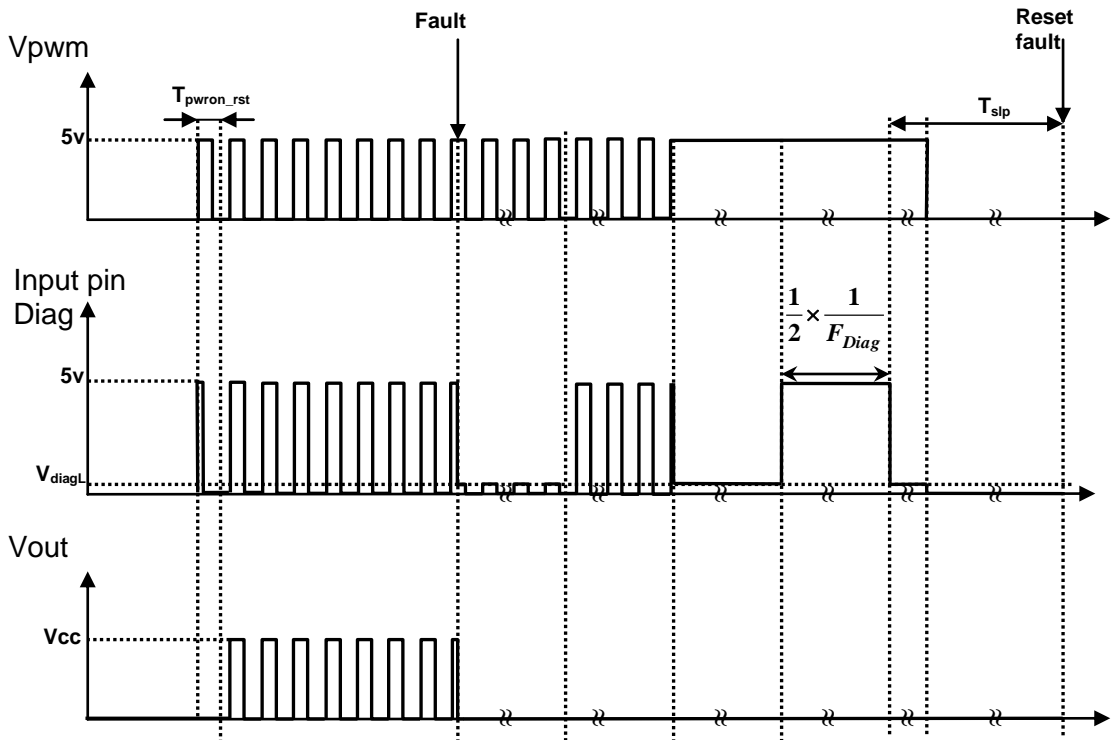 Fault
Reset
fault
Vpwm
Tpwron_rst
Tslp
5v
Input pin
Diag
1/2 × 1/FDiag
5v
VdiagL
Vout
Vcc